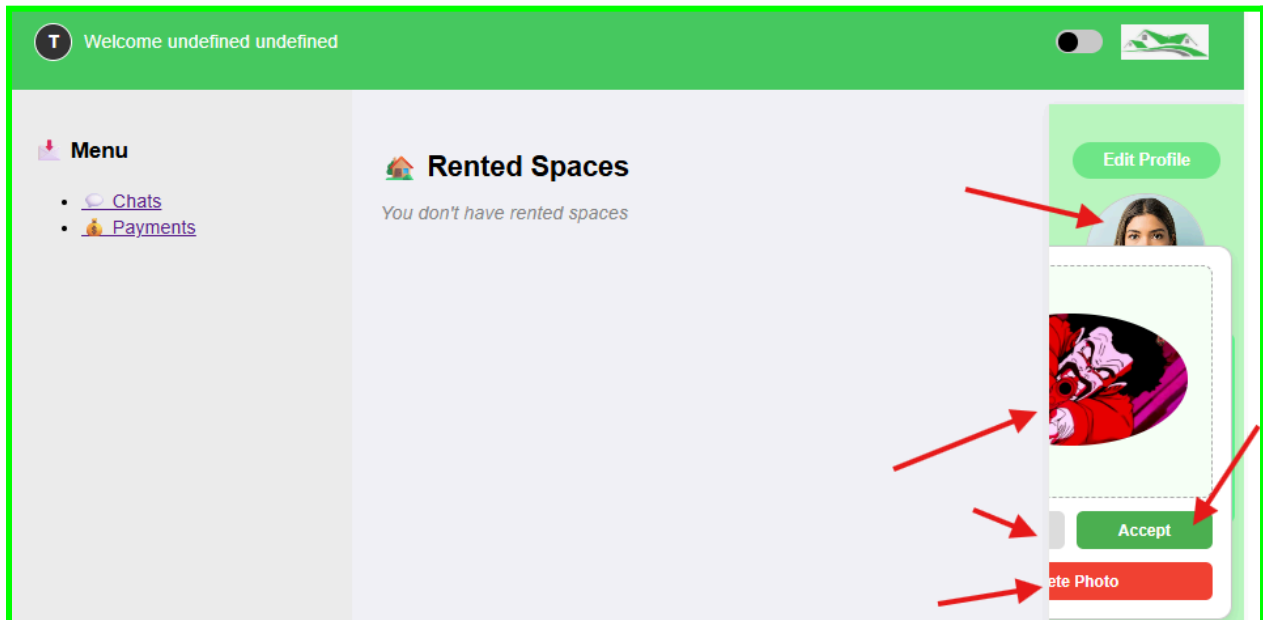 T Welcome undefined undefined
Menu
Chats
Payments
Rented Spaces
You don't have rented spaces
Edit Profile
Accept
ete Photo